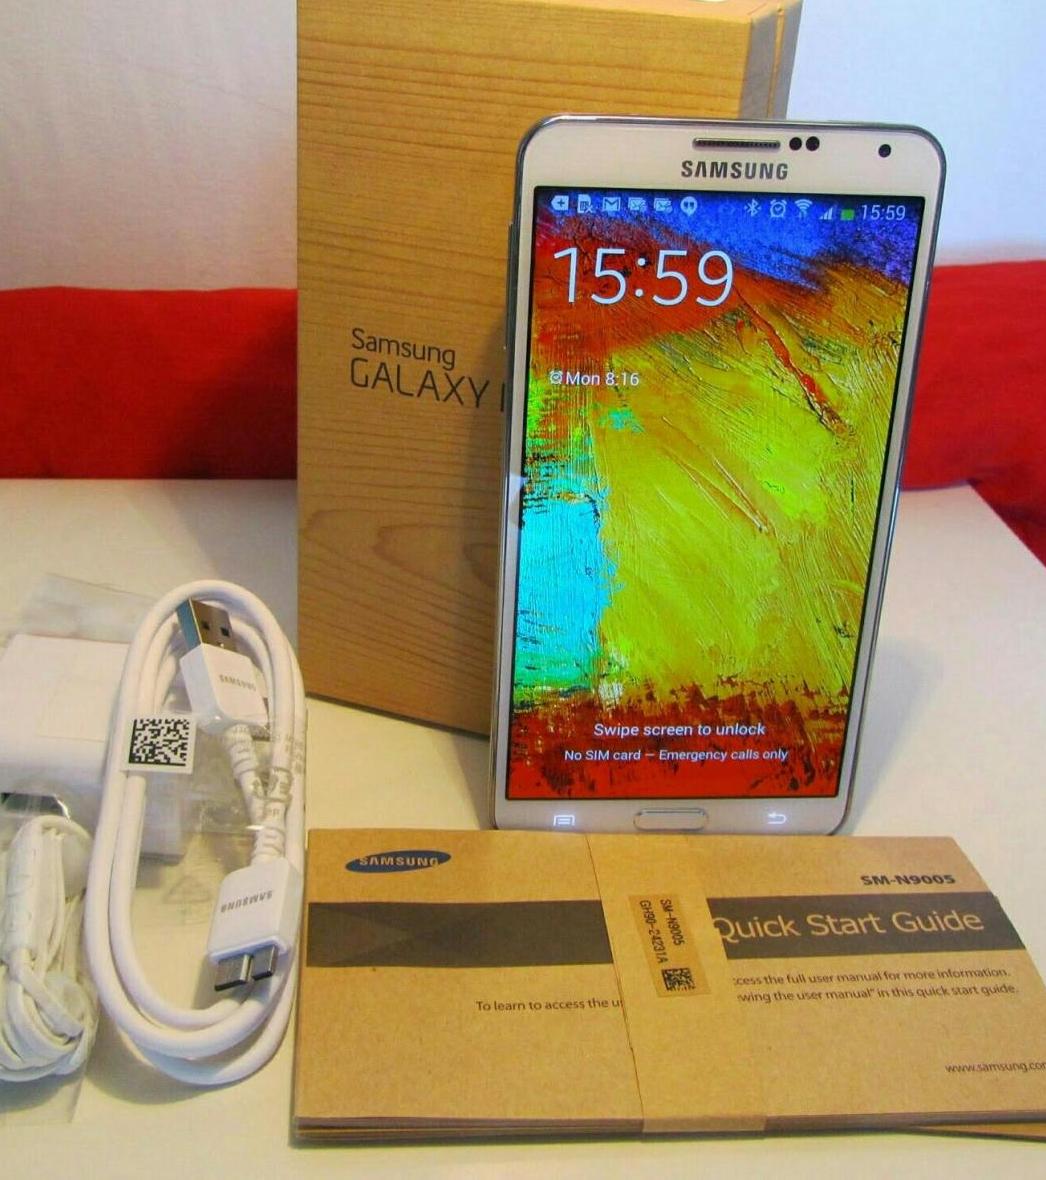 SAMSUNG
15:59
15:59
Mon 8:16
Samsung
GALAXY
Swipe screen to unlock
No SIM card — Emergency calls only
SAMSUNG
SAMSUNG
SAMSUNG
SM-N9005
Quick Start Guide
SM-N9005
GH90-24231A
To learn to access the
access the full user manual for more information.
wing the user manual" in this quick start guide.
www.samsung.com